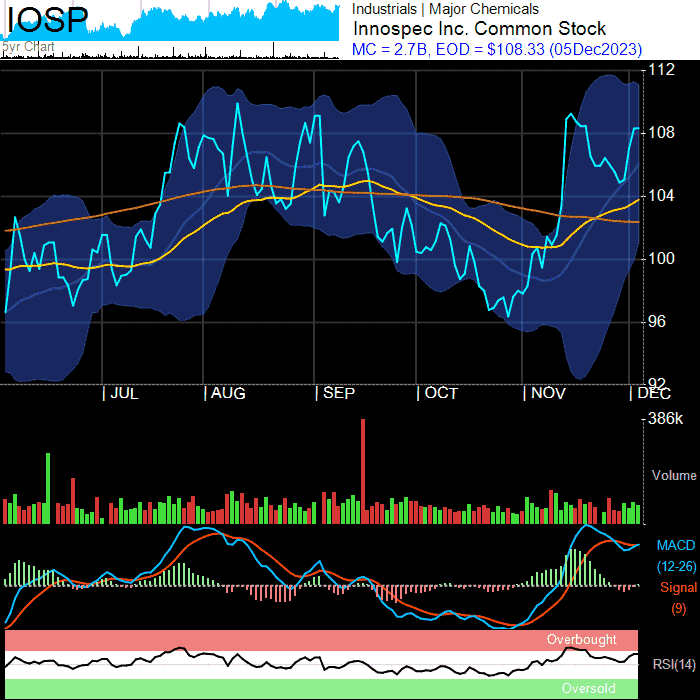 IOSP
5yr Chart
Industrials | Major Chemicals
Innospec Inc. Common Stock
MC = 2.7B, EOD = $108.33 (05Dec2023)
112
108
104
100
96
92
JUL
AUG
SEP
OCT
NOV
DEC
386k
Volume
MACD
(12-26)
Signal
(9)
Overbought
RSI(14)
Oversold